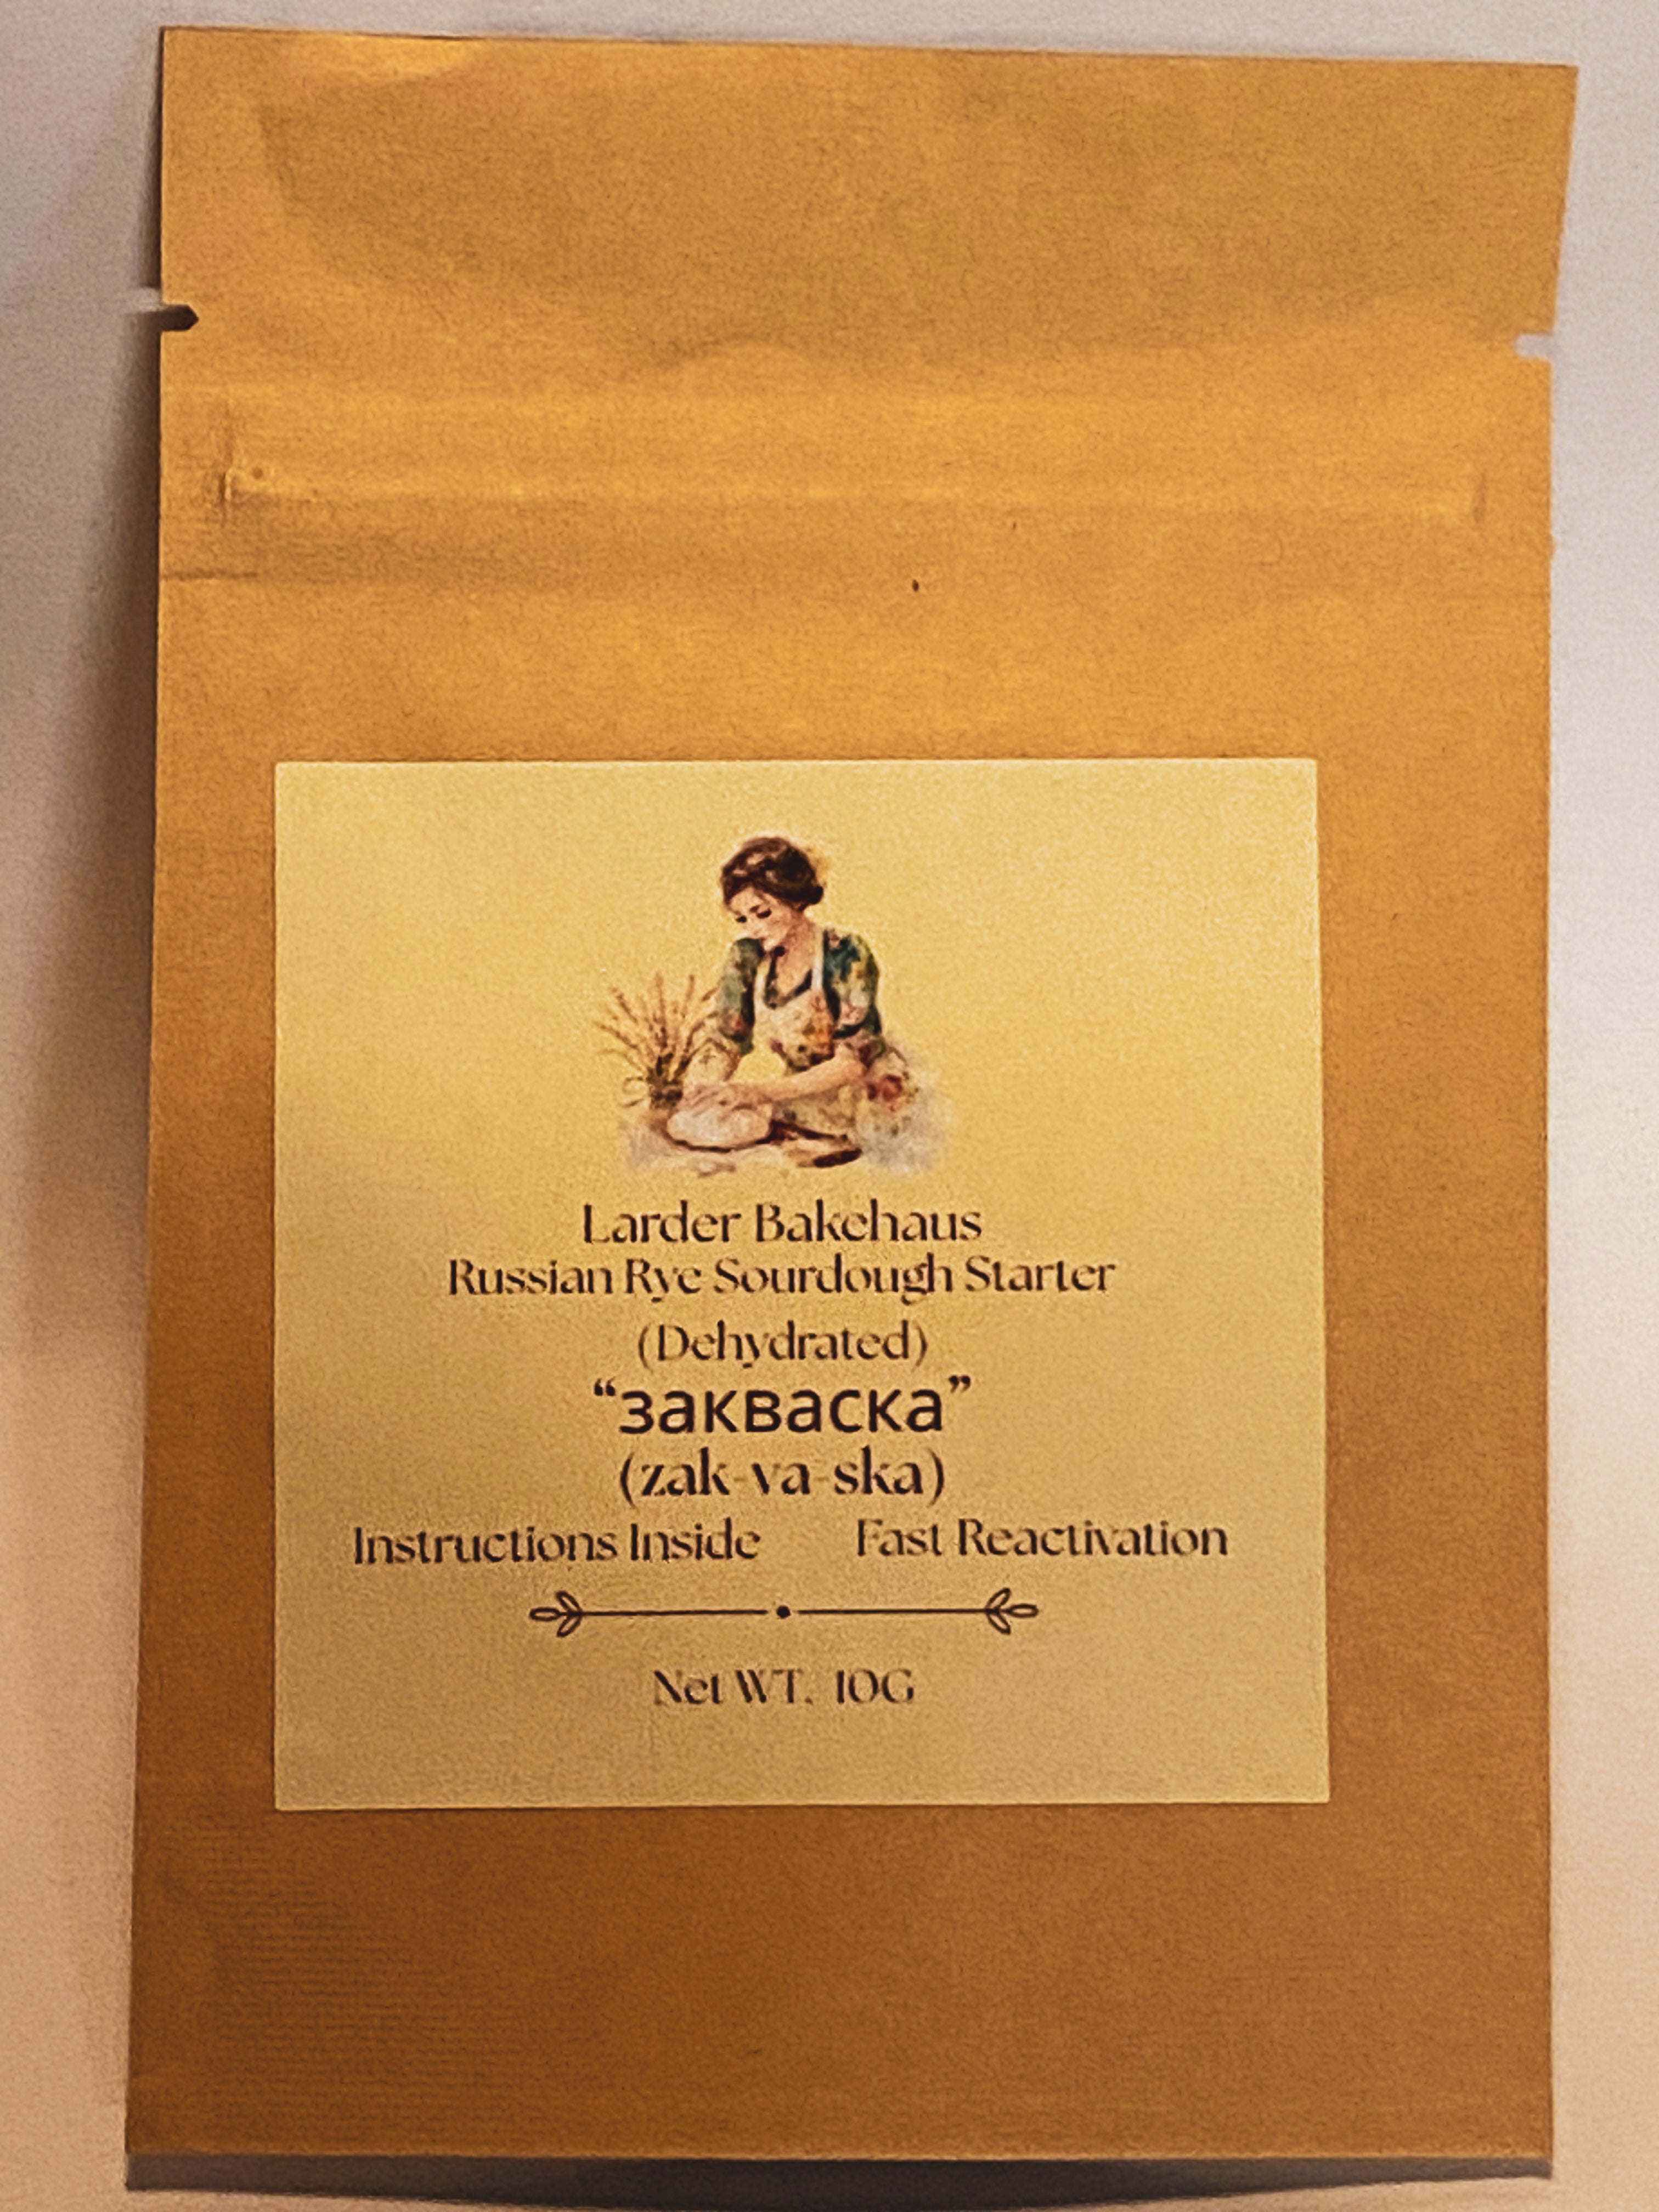 Larder Bakehaus
Russian Rye Sourdough Starter
(Dehydrated)
“закваска”
(zak-va-ska)
Instructions Inside Fast Reactivation
Net WT. 10G